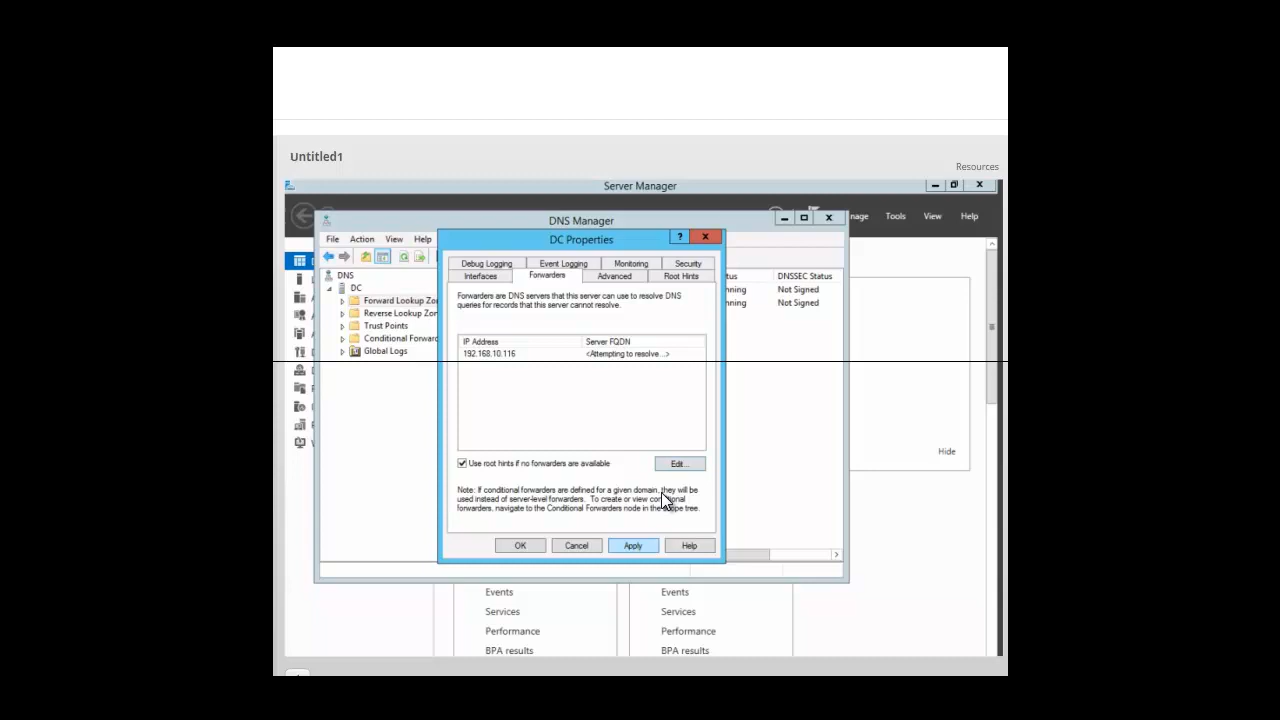 Untitled1
Resources
Server Manager
Tools
View
Help
DNS Manager
File
Action
View
Help
DC Properties
?
Debug Logging
Event Logging
Monitoring
Security
Interfaces
Forwarders
Advanced
Root Hints
DNS
DC
Forward Lookup Zo
Reverse Lookup Zo
Trust Points
Conditional Forward
Global Logs
DNSSEC Status
Not Signed
Not Signed
Forwarders are DNS servers that this server can use to resolve DNS
queries for records that this server cannot resolve.
IP Address
Server FQDN
192.168.10.116
<Attempting to resolve...>
Use root hints if no forwarders are available
Edit...
Note: If conditional forwarders are defined for a given domain, they will be
used instead of server-level forwarders. To create or view conditional
forwarders, navigate to the Conditional Forwarders node in the scope tree.
OK
Cancel
Apply
Help
Hide
Events
Services
Performance
BPA results
Events
Services
Performance
BPA results